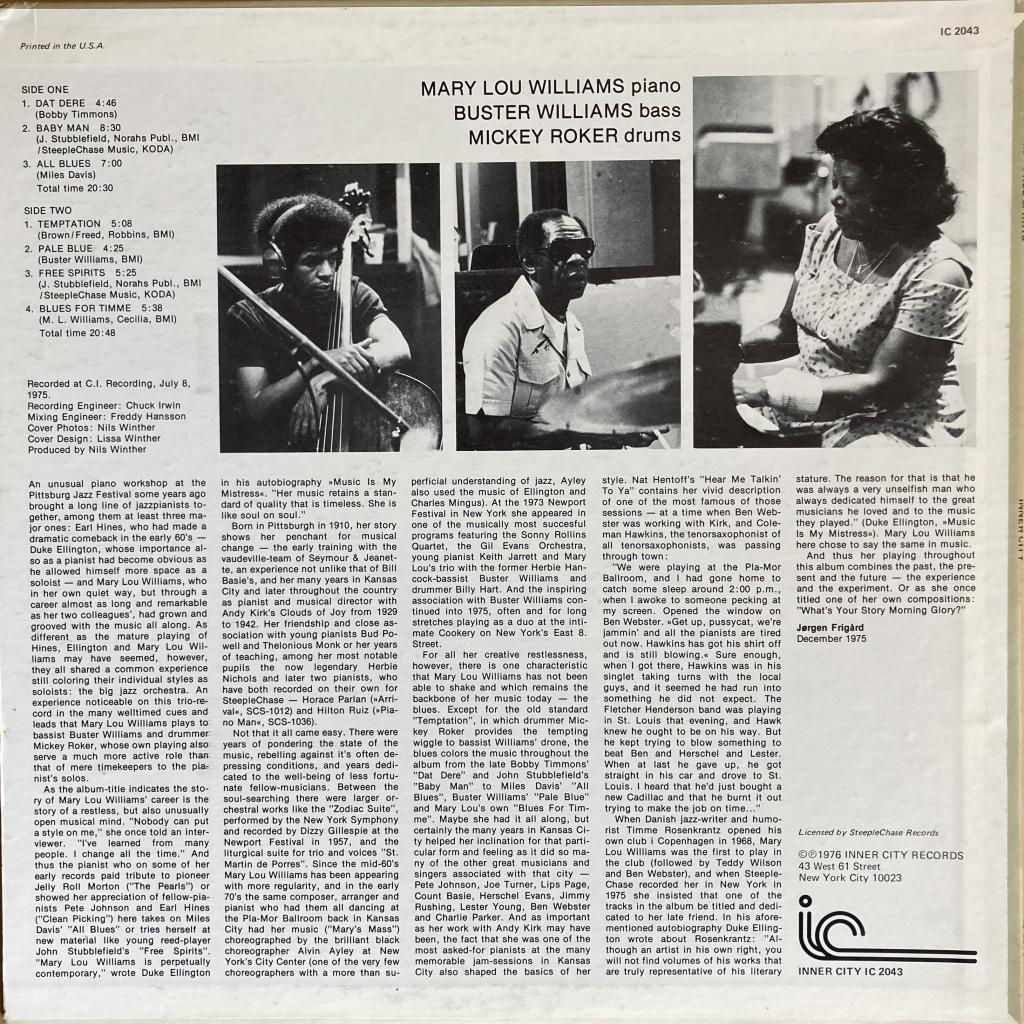 Printed in the U.S.A.
IC 2043
SIDE ONE
1. DAT DERE 4:46
(Bobby Timmons)
2. BABY MAN 8:30
(J. Stubblefield, Norahs Publ., BMI
/SteepleChase Music, KODA)
3. ALL BLUES 7:00
(Miles Davis)
Total time 20:30
SIDE TWO
1. TEMPTATION 5:08
(Brown/Freed, Robbins, BMI)
2. PALE BLUE 4:25
(Buster Williams, BMI)
3. FREE SPIRITS 5:25
(J. Stubblefield, Norahs Publ., BMI
/SteepleChase Music, KODA)
4. BLUES FOR TIMME 5:38
(M. L. Williams, Cecilia, BMI)
Total time 20:48
Recorded at C.I. Recording, July 8,
1975.
Recording Engineer: Chuck Irwin
Mixing Engineer: Freddy Hansson
Cover Photos: Nils Winther
Cover Design: Lissa Winther
Produced by Nils Winther
MARY LOU WILLIAMS piano
BUSTER WILLIAMS bass
MICKEY ROKER drums
An unusual piano workshop at the
Pittsburg Jazz Festival some years ago
brought a long line of jazzpianists to-
gether, among them at least three ma-
jor ones: Earl Hines, who had made a
dramatic comeback in the early 60's —
Duke Ellington, whose importance al-
so as a pianist had become obvious as
he allowed himself more space as a
soloist — and Mary Lou Williams, who
in her own quiet way, but through a
career almost as long and remarkable
as her two colleagues', had grown and
grooved with the music all along. As
different as the mature playing of
Hines, Ellington and Mary Lou Wil-
liams may have seemed, however,
they all shared a common experience
still coloring their individual styles as
soloists: the big jazz orchestra. An
experience noticeable on this trio-re-
cord in the many welltimed cues and
leads that Mary Lou Williams plays to
bassist Buster Williams and drummer
Mickey Roker, whose own playing also
serve a much more active role than
that of mere timekeepers to the pia-
nist's solos.
As the album-title indicates the sto-
ry of Mary Lou Williams' career is the
story of a restless, but also unusually
open musical mind. "Nobody can put
a style on me," she once told an inter-
viewer. "I've learned from many
people. I change all the time." And
thus the pianist who on some of her
early records paid tribute to pioneer
Jelly Roll Morton ("The Pearls") or
showed her appreciation of fellow-pia-
nists Pete Johnson and Earl Hines
("Clean Picking") here takes on Miles
Davis' "All Blues" or tries herself at
new material like young reed-player
John Stubblefield's "Free Spirits".
"Mary Lou Williams is perpetually
contemporary," wrote Duke Ellington
in his autobiography »Music Is My
Mistress«. "Her music retains a stan-
dard of quality that is timeless. She is
like soul on soul."
Born in Pittsburgh in 1910, her story
shows her penchant for musical
change — the early training with the
vaudeville-team of Seymour & Jeanet-
te, an experience not unlike that of Bill
Basie's, and her many years in Kansas
City and later throughout the country
as pianist and musical director with
Andy Kirk's Clouds of Joy from 1929
to 1942. Her friendship and close as-
sociation with young pianists Bud Po-
well and Thelonious Monk or her years
of teaching, among her most notable
pupils the now legendary Herbie
Nichols and later two pianists, who
have both recorded on their own for
SteepleChase — Horace Parlan (»Arri-
val«, SCS-1012) and Hilton Ruiz (»Pia-
no Man«, SCS-1036).
Not that it all came easy. There were
years of pondering the state of the
music, rebelling against it's often de-
pressing conditions, and years dedi-
cated to the well-being of less fortu-
nate fellow-musicians. Between the
soul-searching there were larger or-
chestral works like the "Zodiac Suite",
performed by the New York Symphony
and recorded by Dizzy Gillespie at the
Newport Festival in 1957, and the
liturgical suite for trio and voices "St.
Martin de Porres". Since the mid-60's
Mary Lou Williams has been appearing
with more regularity, and in the early
70's the same composer, arranger and
pianist who had them all dancing at
the Pla-Mor Ballroom back in Kansas
City had her music ("Mary's Mass")
choreographed by the brilliant black
choreographer Alvin Ayley at New
York's City Center (one of the very few
choreographers with a more than su-
perficial understanding of jazz, Ayley
also used the music of Ellington and
Charles Mingus). At the 1973 Newport
Festival in New York she appeared in
one of the musically most succesful
programs featuring the Sonny Rollins
Quartet, the Gil Evans Orchestra,
young pianist Keith Jarrett and Mary
Lou's trio with the former Herbie Han-
cock-bassist Buster Williams and
drummer Billy Hart. And the inspiring
association with Buster Williams con-
tinued into 1975, often and for long
stretches playing as a duo at the inti-
mate Cookery on New York's East 8.
Street.
For all her creative restlessness,
however, there is one characteristic
that Mary Lou Williams has not been
able to shake and which remains the
backbone of her music today — the
blues. Except for the old standard
"Temptation", in which drummer Mic-
key Roker provides the tempting
wiggle to bassist Williams' drone, the
blues colors the music throughout the
album from the late Bobby Timmons'
"Dat Dere" and John Stubblefield's
"Baby Man" to Miles Davis' "All
Blues", Buster Williams' "Pale Blue"
and Mary Lou's own "Blues For Tim-
me". Maybe she had it all along, but
certainly the many years in Kansas Ci-
ty helped her inclination for that parti-
cular form and feeling as it did so ma-
ny of the other great musicians and
singers associated with that city —
Pete Johnson, Joe Turner, Lips Page,
Count Basie, Herschel Evans, Jimmy
Rushing, Lester Young, Ben Webster
and Charlie Parker. And as important
as her work with Andy Kirk may have
been, the fact that she was one of the
most asked-for pianists at the many
memorable jam-sessions in Kansas
City also shaped the basics of her
style. Nat Hentoff's "Hear Me Talkin'
To Ya" contains her vivid description
of one of the most famous of those
sessions — at a time when Ben Web-
ster was working with Kirk, and Cole-
man Hawkins, the tenorsaxophonist of
all tenorsaxophonists, was passing
through town:
"We were playing at the Pla-Mor
Ballroom, and I had gone home to
catch some sleep around 2:00 p.m.,
when I awoke to someone pecking at
my screen. Opened the window on
Ben Webster. »Get up, pussycat, we're
jammin' and all the pianists are tired
out now. Hawkins has got his shirt off
and is still blowing.« Sure enough,
when I got there, Hawkins was in his
singlet taking turns with the local
guys, and it seemed he had run into
something he did not expect. The
Fletcher Henderson band was playing
in St. Louis that evening, and Hawk
knew he ought to be on his way. But
he kept trying to blow something to
beat Ben and Herschel and Lester.
When at last he gave up, he got
straight in his car and drove to St.
Louis. I heard that he'd just bought a
new Cadillac and that he burnt it out
trying to make the job on time..."
When Danish jazz-writer and humo-
rist Timme Rosenkrantz opened his
own club i Copenhagen in 1968, Mary
Lou Williams was the first to play in
the club (followed by Teddy Wilson
and Ben Webster), and when Steeple-
Chase recorded her in New York in
1975 she insisted that one of the
tracks in the album be titled and dedi-
cated to her late friend. In his afore-
mentioned autobiography Duke Elling-
ton wrote about Rosenkrantz: "Al-
though an artist in his own right, you
will not find volumes of his works that
are truly representative of his literary
stature. The reason for that is that he
was always a very unselfish man who
always dedicated himself to the great
musicians he loved and to the music
they played." (Duke Ellington, »Music
Is My Mistress«). Mary Lou Williams
here chose to say the same in music.
And thus her playing throughout
this album combines the past, the pre-
sent and the future — the experience
and the experiment. Or as she once
titled one of her own compositions:
"What's Your Story Morning Glory?"
Jørgen Frigård
December 1975
Licensed by SteepleChase Records
©℗1976 INNER CITY RECORDS
43 West 61 Street
New York City 10023
ic
INNER CITY IC 2043